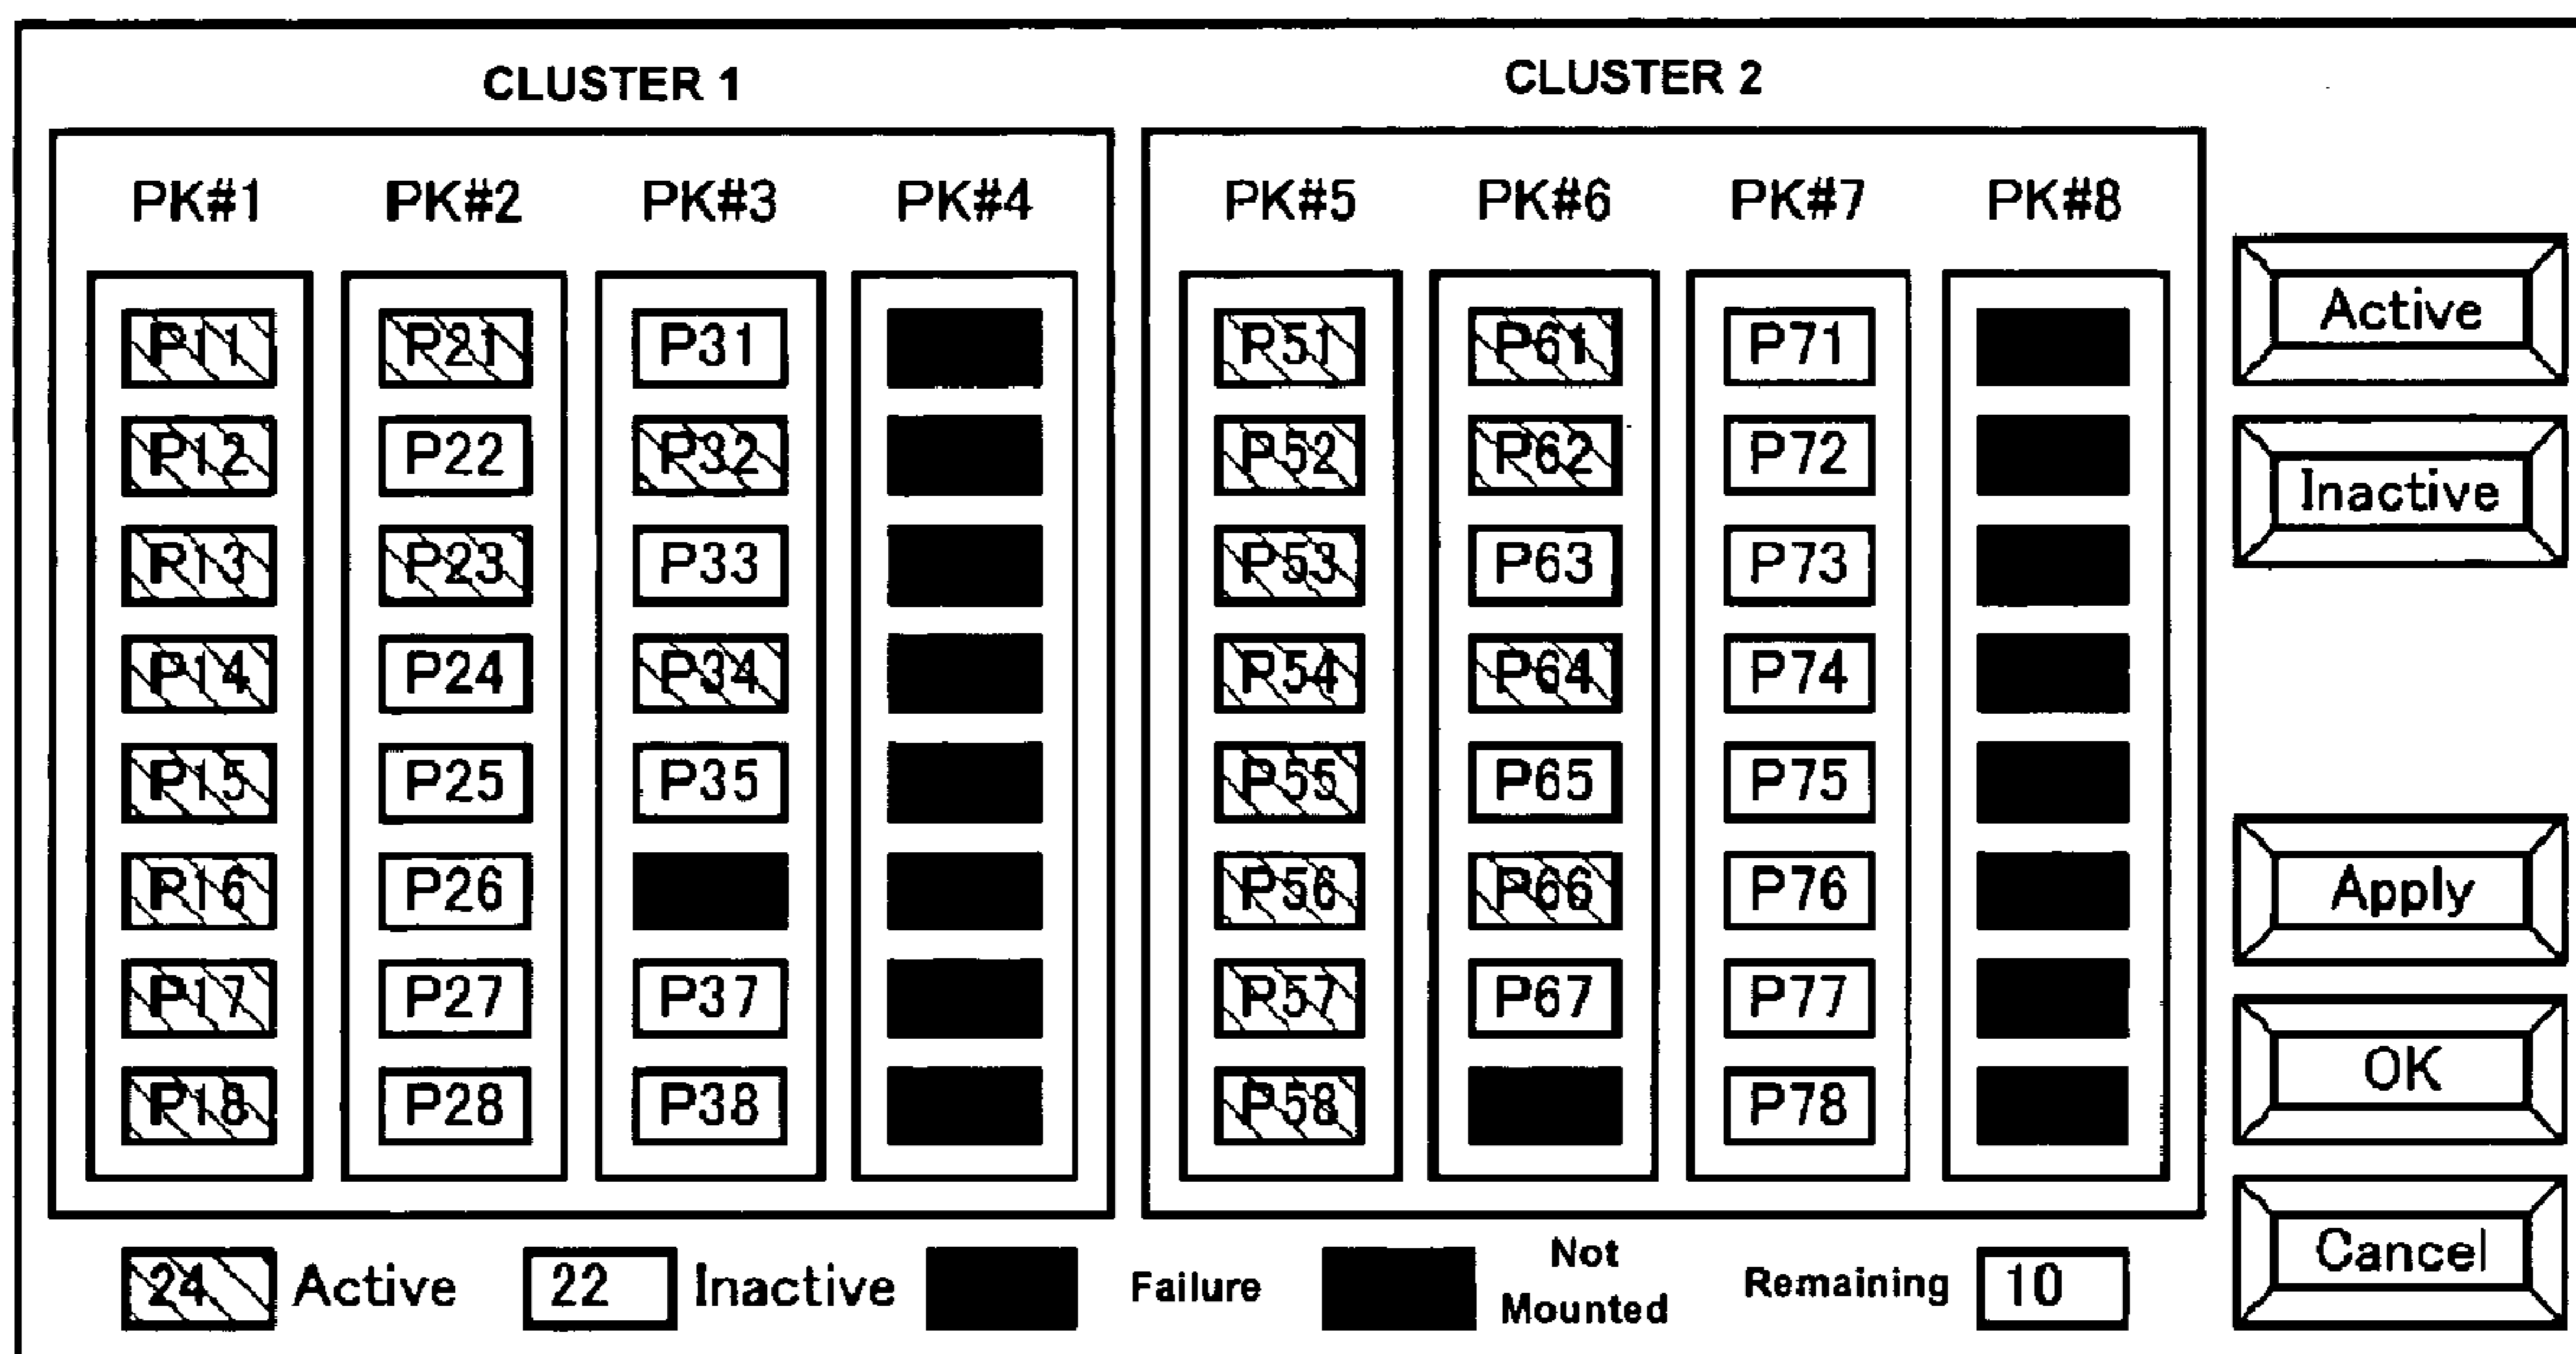 CLUSTER 1 CLUSTER 2
PK#1 PK#2 PK#3 PK#4 PK#5 PK#6 PK#7 PK#8
P11 P21 P31 P51 P61 P71 Active
P12 P22 P32 P52 P62 P72
P13 P23 P33 P53 P63 P73 Inactive
P14 P24 P34 P54 P64 P74
P15 P25 P35 P55 P65 P75
P16 P26 P56 P66 P76 Apply
P17 P27 P37 P57 P67 P77
P18 P28 P38 P58 P78 OK
24 Active 22 Inactive Failure Not Mounted Remaining 10 Cancel